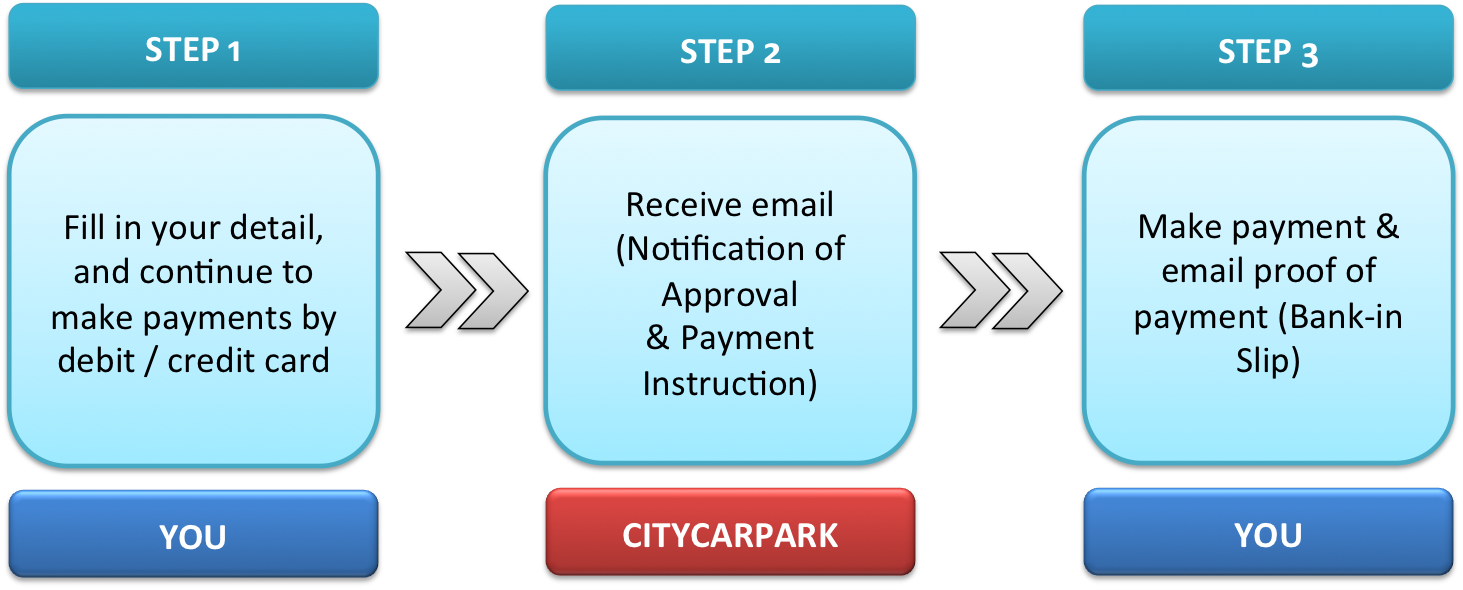 STEP 1
Fill in your detail,
and continue to
make payments by
debit / credit card
YOU
STEP 2
Receive email
(Notification of
Approval
& Payment
Instruction)
CITYCARPARK
STEP 3
Make payment &
email proof of
payment (Bank-in
Slip)
YOU